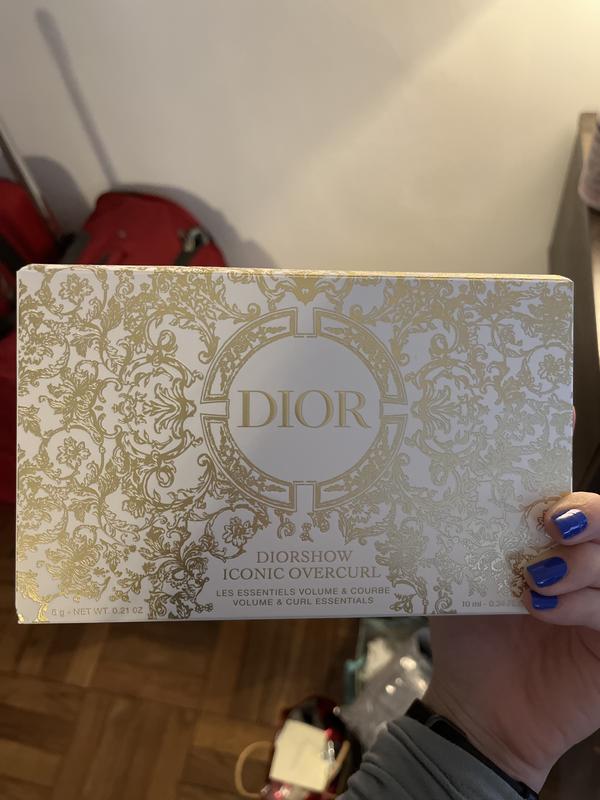 DIOR
DIORSHOW
ICONIC OVERCURL
LES ESSENTIELS VOLUME & COURBE
VOLUME & CURL ESSENTIALS
6 g - NET WT. 0.21 OZ
10 ml -